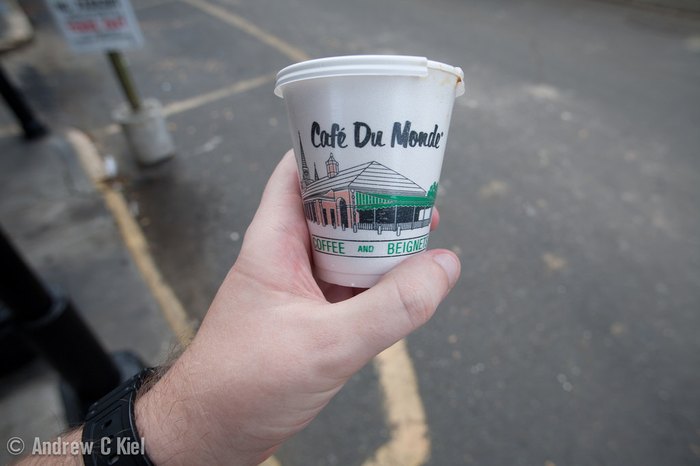 Café Du Monde®
COFFEE AND BEIGNETS
© Andrew C Kiel